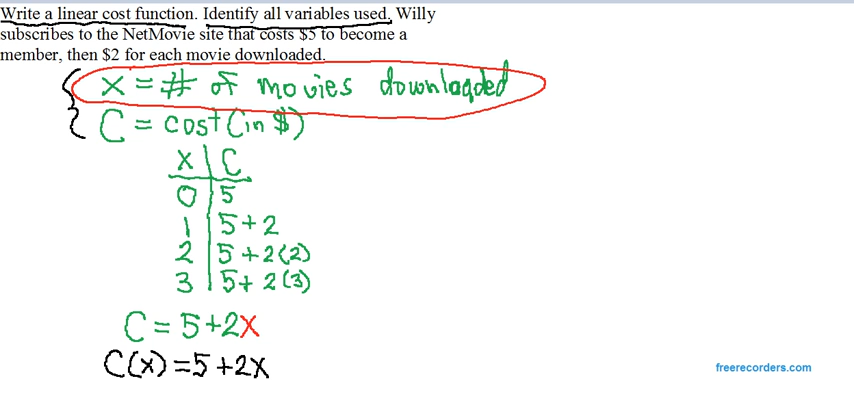 Write a linear cost function. Identify all variables used. Willy
subscribes to the NetMovie site that costs $5 to become a
member, then $2 for each movie downloaded.
x = # of movies downloaded
C = cost (in $)
X C
0 5
1 5+2
2 5+2(2)
3 5+2(3)
C = 5+2x
C(x)=5+2x
freerecorders.com